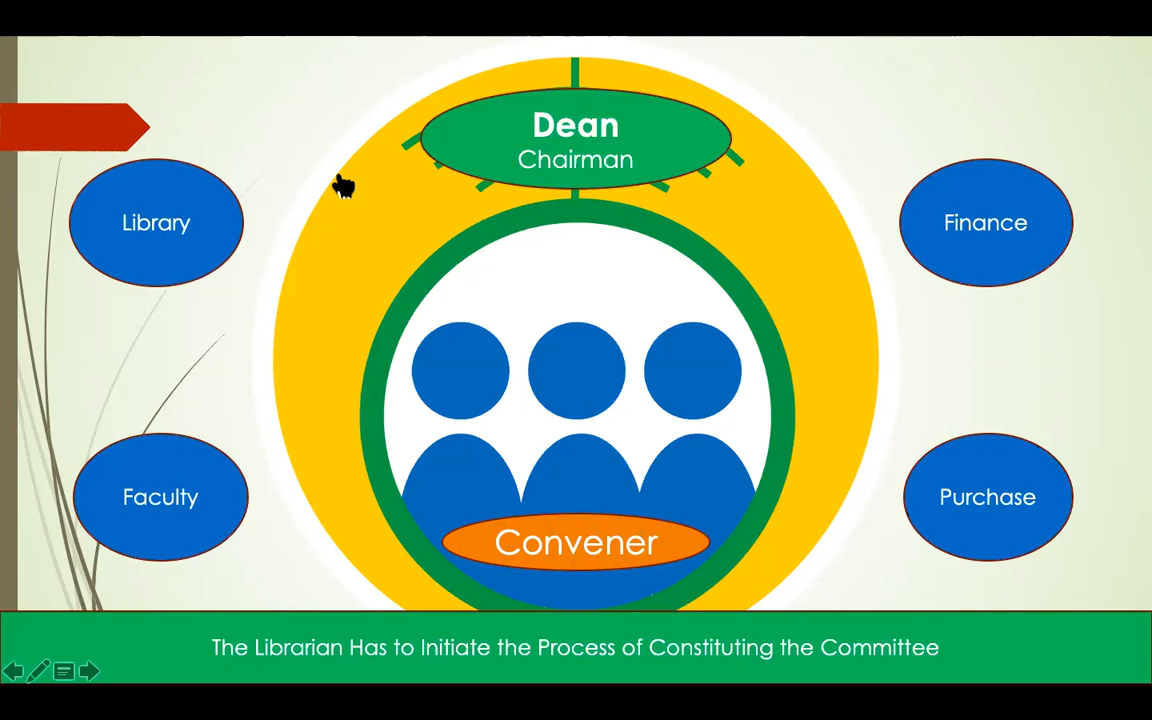 Dean
Chairman
Library
Finance
Faculty
Purchase
Convener
The Librarian Has to Initiate the Process of Constituting the Committee